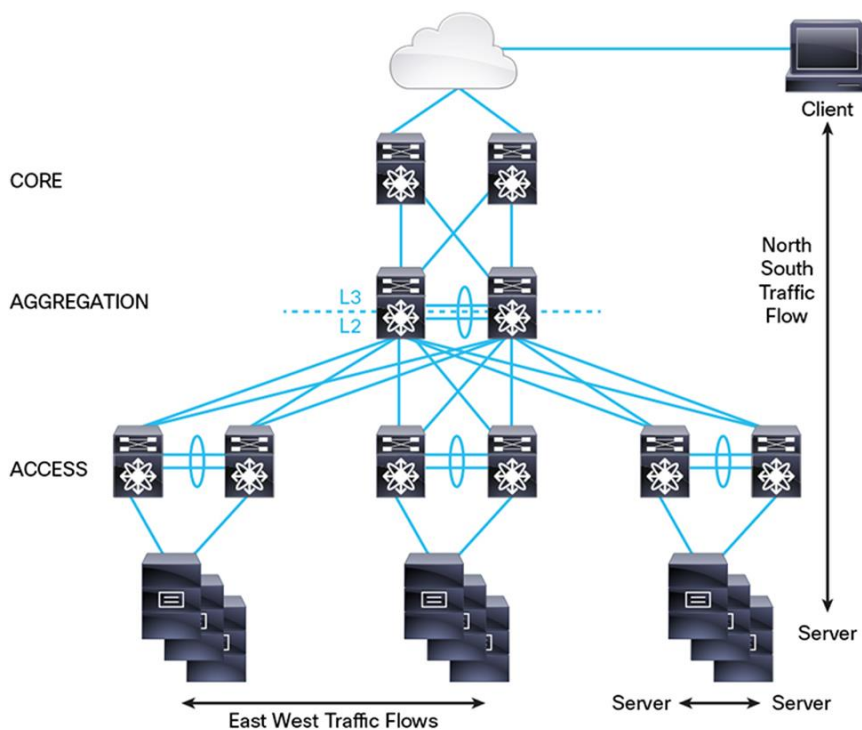 Client
CORE
North
South
Traffic
Flow
AGGREGATION
L3
L2
ACCESS
Server
Server
Server
East West Traffic Flows